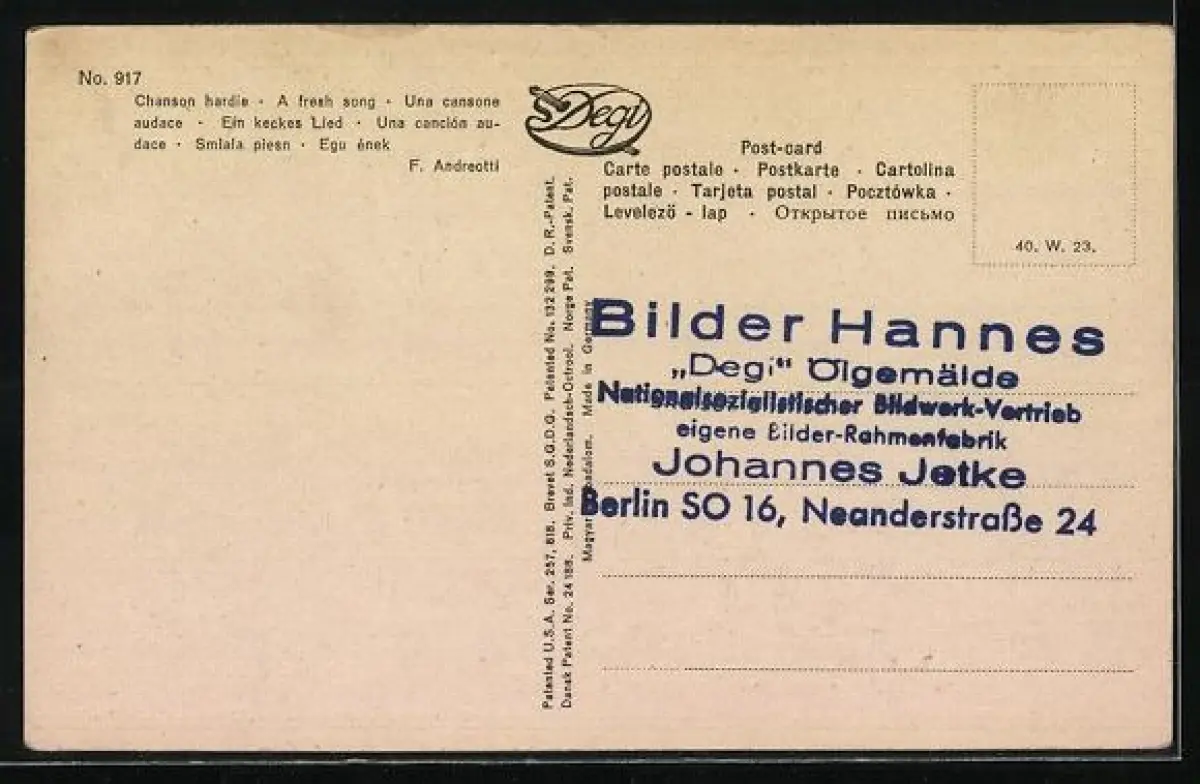 No. 917
Chanson hardie · A fresh song · Una cansone
audace · Ein keckes Lied · Una canción au-
dace · Smiala piesn · Egu ének
F. Andreotti
Degi
Post-card
Carte postale · Postkarte · Cartolina
postale · Tarjeta postal · Pocztówka ·
Levelező - lap · Открытое письмо
40. W. 23.
Patented U.S.A. Ser. 257, 618. Brevet S.G.D.G. Patented No. 132 299. D.R.-Patent.
Dansk Patent No. 24 188. Priv. Ind. Nederlandsch-Octrooi. Norge Pat. Svensk. Pat.
Made in Germany
Bilder Hannes
„Degi“ Ölgemälde
Nationalsozialistischer Bildwerk-Vertrieb
eigene Bilder-Rahmenfabrik
Johannes Jetke
Berlin SO 16, Neanderstraße 24